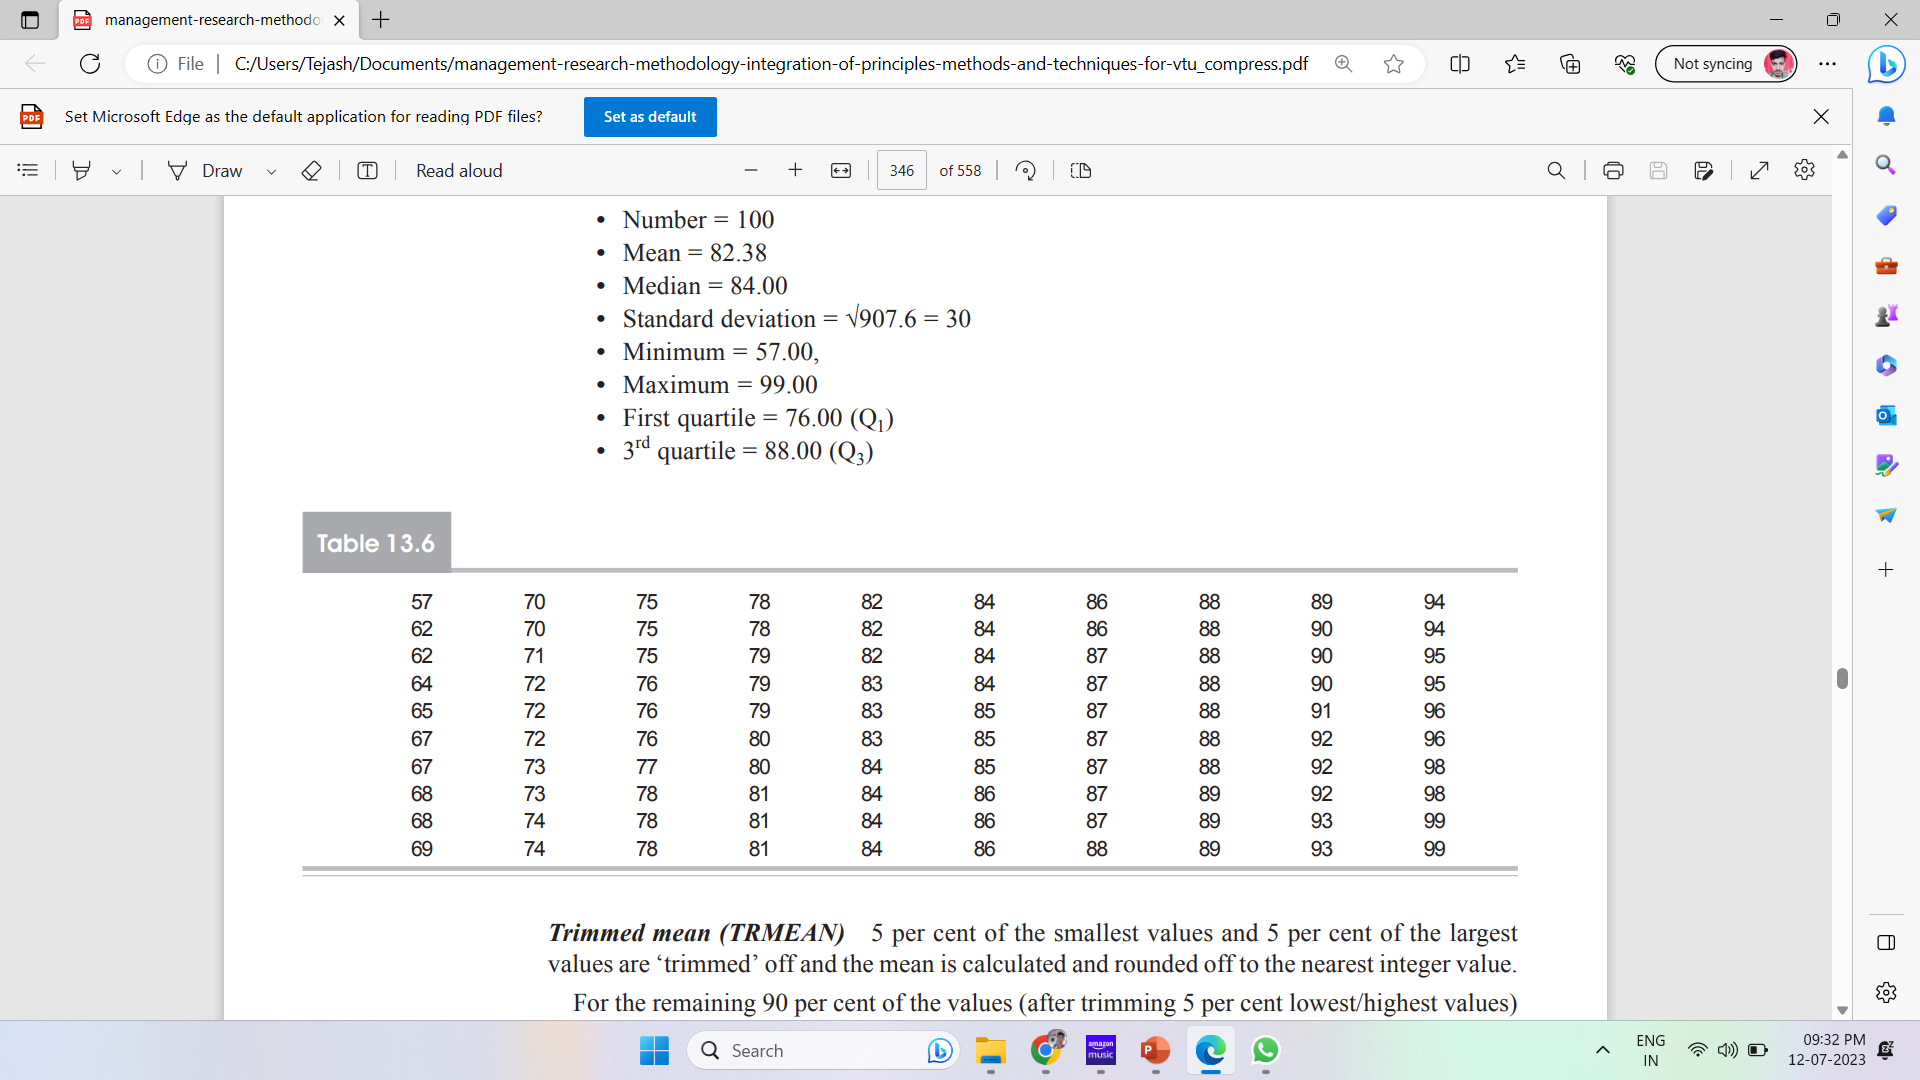 management-research-methodo
File
C:/Users/Tejash/Documents/management-research-methodology-integration-of-principles-methods-and-techniques-for-vtu_compress.pdf
Not syncing
PDF
Set Microsoft Edge as the default application for reading PDF files?
Set as default
Draw
Read aloud
346
of 558
• Number = 100
• Mean = 82.38
• Median = 84.00
• Standard deviation = √907.6 = 30
• Minimum = 57.00,
• Maximum = 99.00
• First quartile = 76.00 (Q1)
• 3rd quartile = 88.00 (Q3)
Table 13.6
57 70 75 78 82 84 86 88 89 94
62 70 75 78 82 84 86 88 90 94
62 71 75 79 82 84 87 88 90 95
64 72 76 79 83 84 87 88 90 95
65 72 76 79 83 85 87 88 91 96
67 72 76 80 83 85 87 88 92 96
67 73 77 80 84 85 87 88 92 98
68 73 78 81 84 86 87 89 92 98
68 74 78 81 84 86 87 89 93 99
69 74 78 81 84 86 88 89 93 99
Trimmed mean (TRMEAN) 5 per cent of the smallest values and 5 per cent of the largest
values are ‘trimmed’ off and the mean is calculated and rounded off to the nearest integer value.
For the remaining 90 per cent of the values (after trimming 5 per cent lowest/highest values)
Search
amazon
music
ENG
IN
09:32 PM
12-07-2023